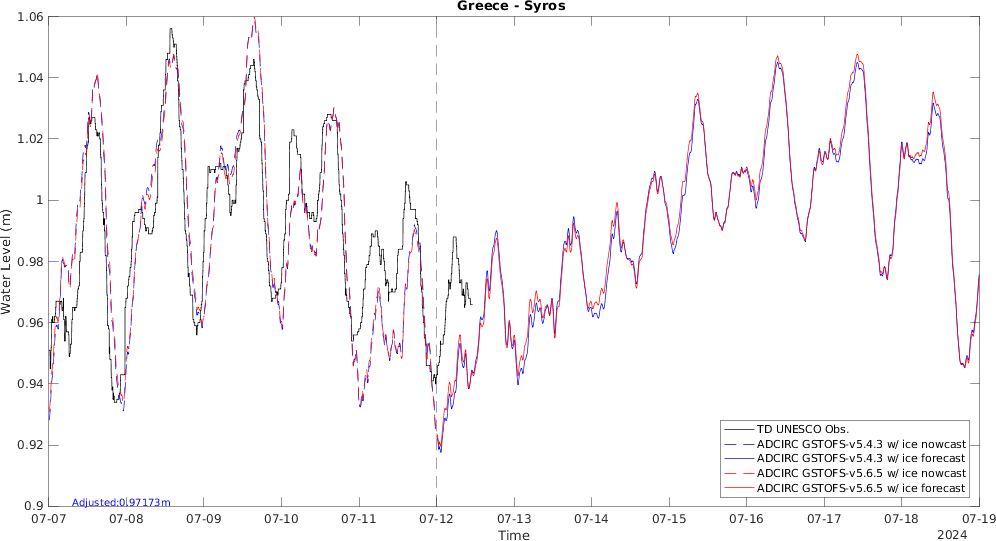 Greece - Syros
1.06
1.04
1.02
1
0.98
0.96
0.94
0.92
0.9
Water Level (m)
TD UNESCO Obs.
ADCIRC GSTOFS-v5.4.3 w/ ice nowcast
ADCIRC GSTOFS-v5.4.3 w/ ice forecast
ADCIRC GSTOFS-v5.6.5 w/ ice nowcast
ADCIRC GSTOFS-v5.6.5 w/ ice forecast
Adjusted:0.97173m
07-07 07-08 07-09 07-10 07-11 07-12 07-13 07-14 07-15 07-16 07-17 07-18 07-19
Time
2024